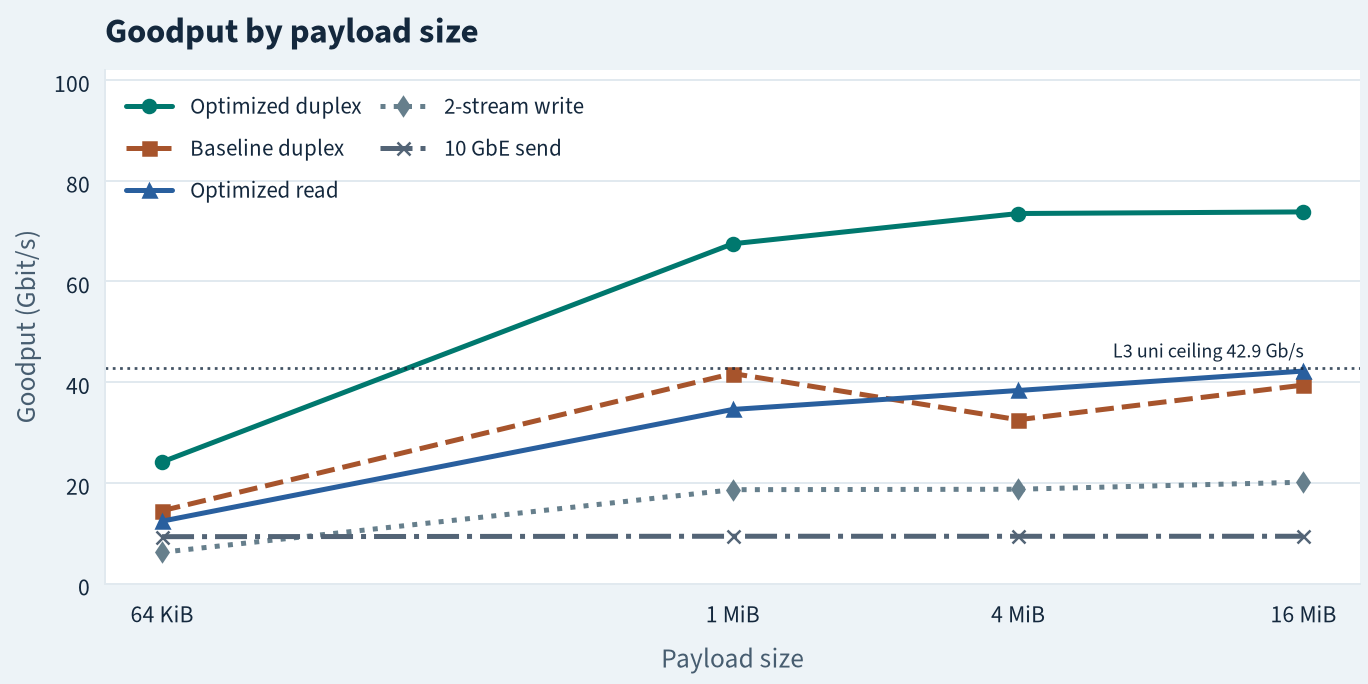 Goodput by payload size
Optimized duplex
Baseline duplex
Optimized read
2-stream write
10 GbE send
Goodput (Gbit/s)
100
80
60
40
20
0
L3 uni ceiling 42.9 Gb/s
64 KiB
1 MiB
4 MiB
16 MiB
Payload size